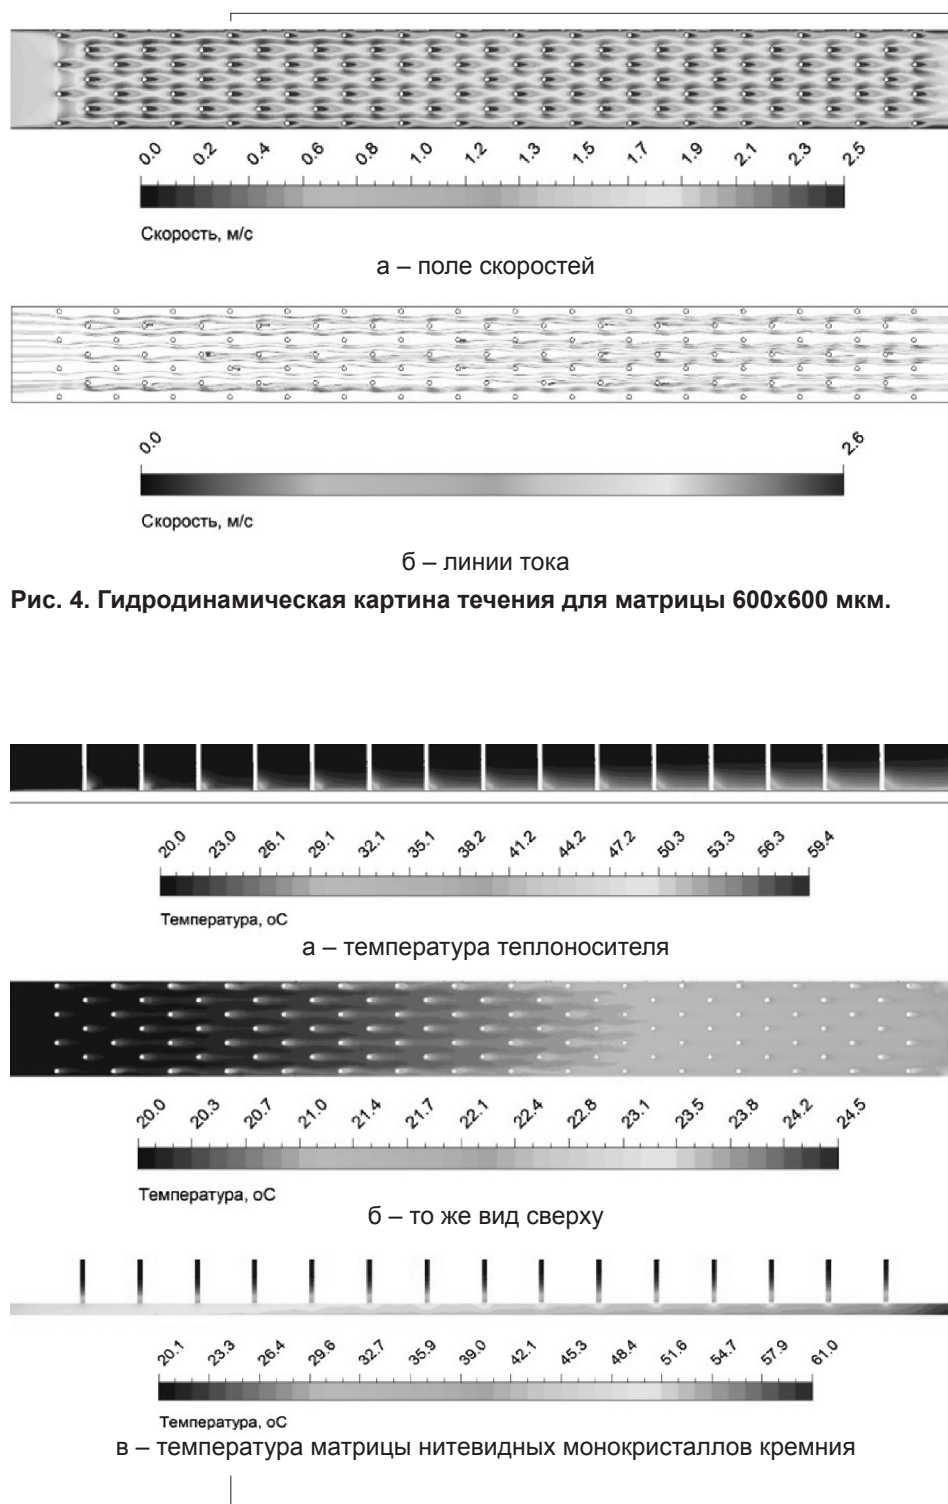 0.0 0.2 0.4 0.6 0.8 1.0 1.2 1.3 1.5 1.7 1.9 2.1 2.3 2.5
Скорость, м/с
а – поле скоростей
0.0 2.6
Скорость, м/с
б – линии тока
Рис. 4. Гидродинамическая картина течения для матрицы 600х600 мкм.
20.0 23.0 26.1 29.1 32.1 35.1 38.2 41.2 44.2 47.2 50.3 53.3 56.3 59.4
Температура, оС
а – температура теплоносителя
20.0 20.3 20.7 21.0 21.4 21.7 22.1 22.4 22.8 23.1 23.5 23.8 24.2 24.5
Температура, оС
б – то же вид сверху
20.1 23.3 26.4 29.6 32.7 35.9 39.0 42.1 45.3 48.4 51.6 54.7 57.9 61.0
Температура, оС
в – температура матрицы нитевидных монокристаллов кремния